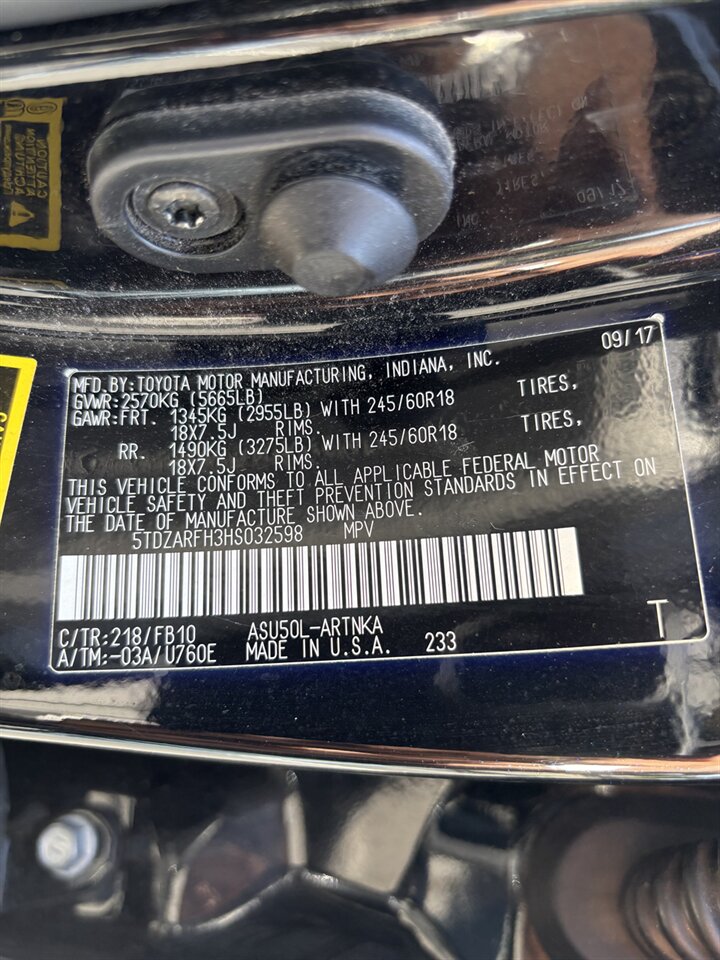 09/17
MFD.BY:TOYOTA MOTOR MANUFACTURING, INDIANA, INC.
GVWR:2570KG (5665LB)
GAWR:FRT. 1345KG (2955LB) WITH 245/60R18 TIRES,
18X7.5J RIMS.
RR. 1490KG (3275LB) WITH 245/60R18 TIRES,
18X7.5J RIMS.
THIS VEHICLE CONFORMS TO ALL APPLICABLE FEDERAL MOTOR
VEHICLE SAFETY AND THEFT PREVENTION STANDARDS IN EFFECT ON
THE DATE OF MANUFACTURE SHOWN ABOVE.
5TDZARFH3HS032598 MPV
C/TR:218/FB10 ASU50L-ARTNKA
A/TM:-03A/U760E MADE IN U.S.A. 233
T